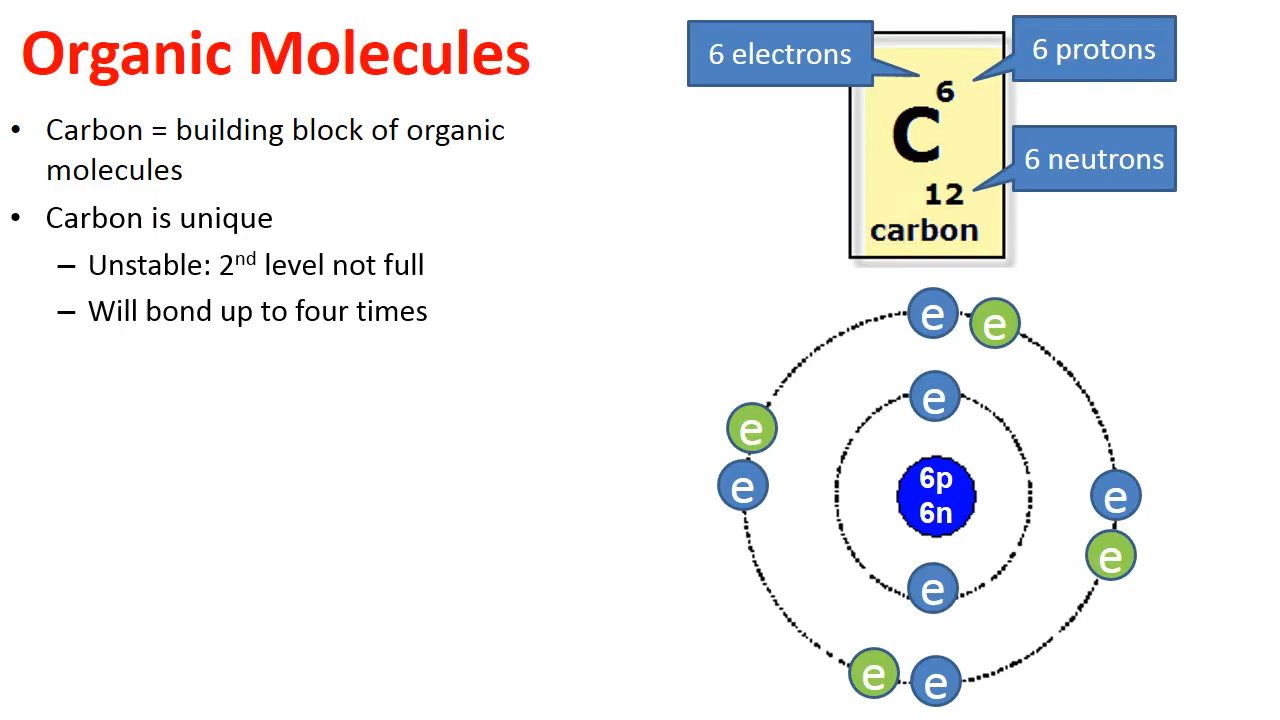 Organic Molecules
• Carbon = building block of organic
molecules
• Carbon is unique
– Unstable: 2nd level not full
– Will bond up to four times
6 electrons
6 protons
6
C
6 neutrons
12
carbon
e
e
e
e
6p
6n
e
e
e
e
e
e